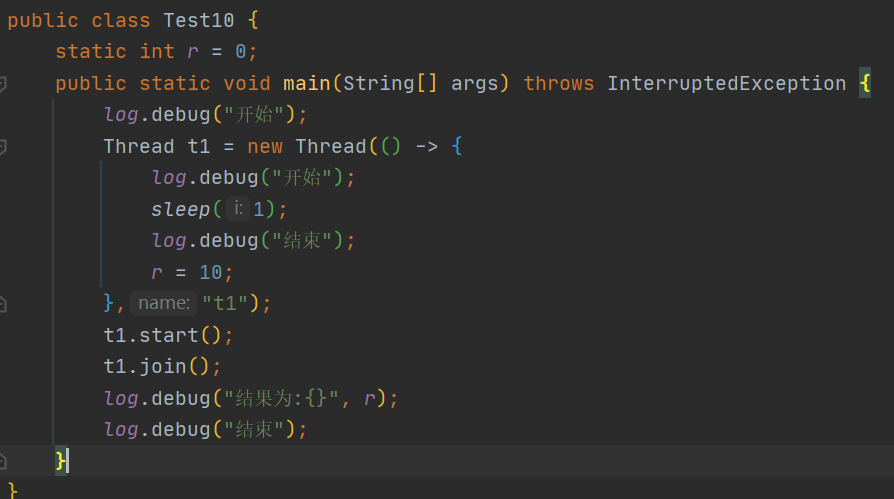 public class Test10 {
    static int r = 0;
    public static void main(String[] args) throws InterruptedException {
        log.debug("开始");
        Thread t1 = new Thread(() -> {
            log.debug("开始");
            sleep( i: 1);
            log.debug("结束");
            r = 10;
        }, name: "t1");
        t1.start();
        t1.join();
        log.debug("结果为:{}", r);
        log.debug("结束");
    }
}